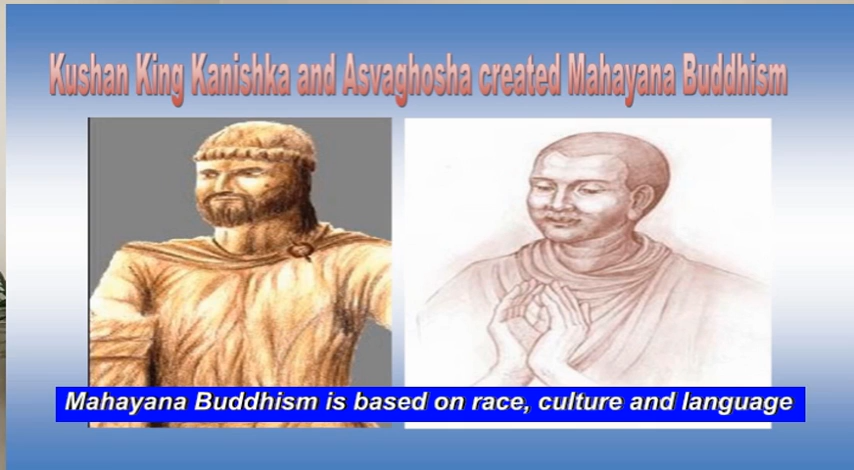 Kushan King Kanishka and Asvaghosha created Mahayana Buddhism
Mahayana Buddhism is based on race, culture and language